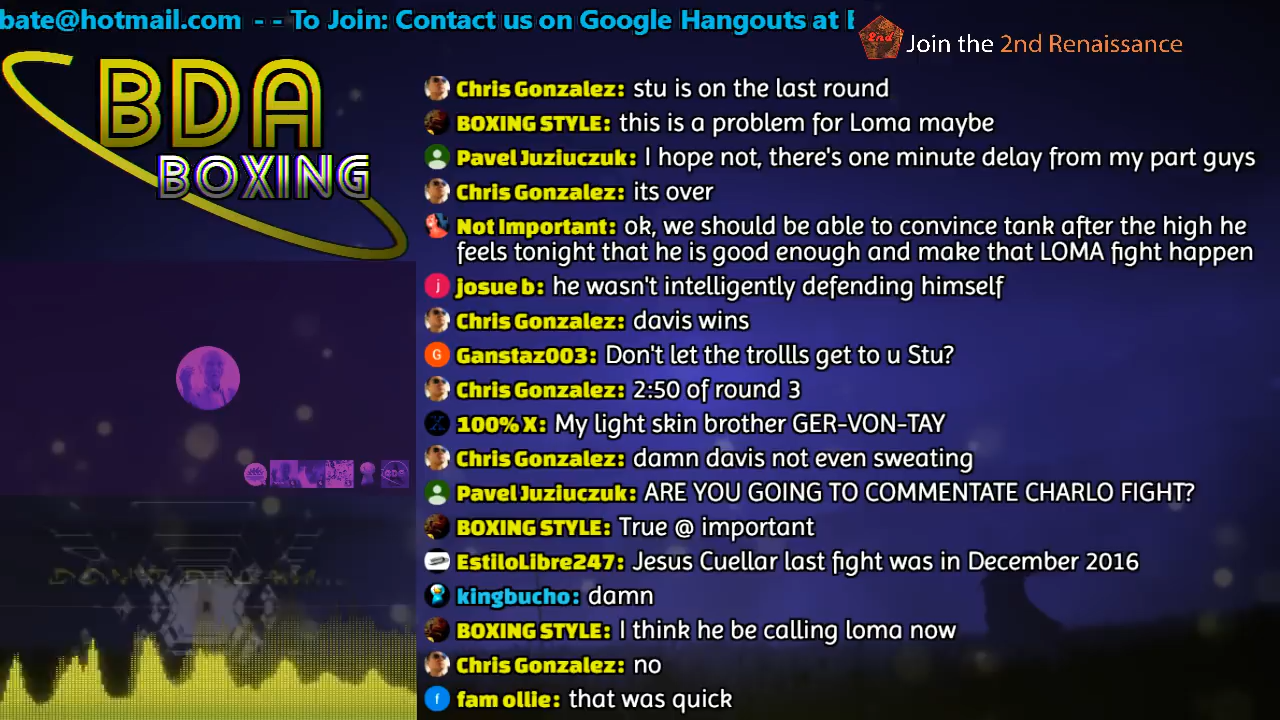 bate@hotmail.com - - To Join: Contact us on Google Hangouts at
Join the 2nd Renaissance
BDA
BOXING
Chris Gonzalez: stu is on the last round
BOXING STYLE: this is a problem for Loma maybe
Pavel Juziuczuk: I hope not, there's one minute delay from my part guys
Chris Gonzalez: its over
Not Important: ok, we should be able to convince tank after the high he
feels tonight that he is good enough and make that LOMA fight happen
josue b: he wasn't intelligently defending himself
Chris Gonzalez: davis wins
Ganstaz003: Don't let the trollls get to u Stu?
Chris Gonzalez: 2:50 of round 3
100% X: My light skin brother GER-VON-TAY
Chris Gonzalez: damn davis not even sweating
Pavel Juziuczuk: ARE YOU GOING TO COMMENTATE CHARLO FIGHT?
BOXING STYLE: True @ important
EstiloLibre247: Jesus Cuellar last fight was in December 2016
kingbucho: damn
BOXING STYLE: I think he be calling loma now
Chris Gonzalez: no
fam ollie: that was quick